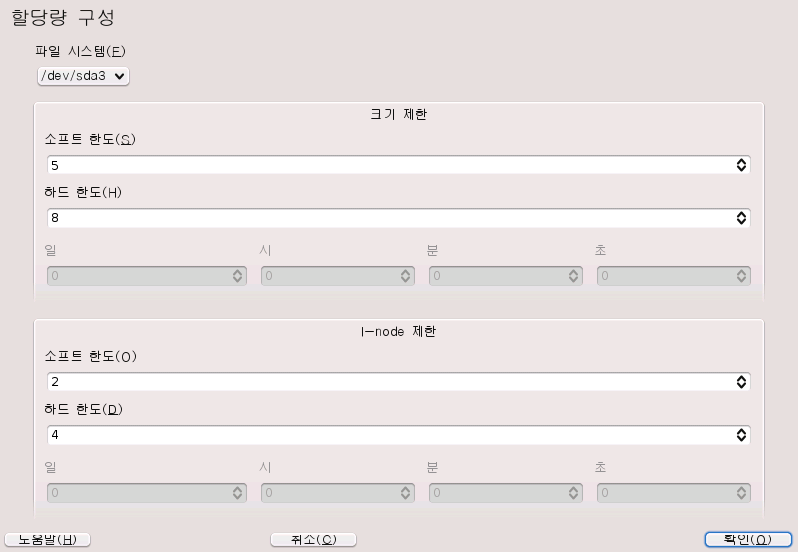 할당량 구성
파일 시스템(F)
/dev/sda3
크기 제한
소프트 한도(S)
5
하드 한도(H)
8
일 시 분 초
0 0 0 0
I-node 제한
소프트 한도(O)
2
하드 한도(D)
4
일 시 분 초
0 0 0 0
도움말(H) 취소(C) 확인(O)